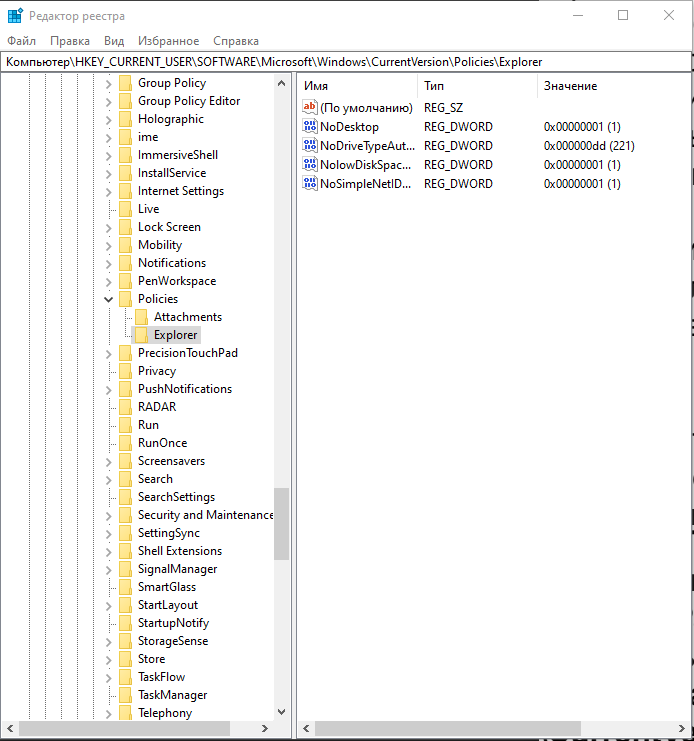 Редактор реестра
Файл Правка Вид Избранное Справка
Компьютер\HKEY_CURRENT_USER\SOFTWARE\Microsoft\Windows\CurrentVersion\Policies\Explorer
Group Policy
Group Policy Editor
Holographic
ime
ImmersiveShell
InstallService
Internet Settings
Live
Lock Screen
Mobility
Notifications
PenWorkspace
Policies
Attachments
Explorer
PrecisionTouchPad
Privacy
PushNotifications
RADAR
Run
RunOnce
Screensavers
Search
SearchSettings
Security and Maintenance
SettingSync
Shell Extensions
SignalManager
SmartGlass
StartLayout
StartupNotify
StorageSense
Store
TaskFlow
TaskManager
Telephony
Имя Тип Значение
ab (По умолчанию) REG_SZ
NoDesktop REG_DWORD 0x00000001 (1)
NoDriveTypeAut... REG_DWORD 0x000000dd (221)
NolowDiskSpac... REG_DWORD 0x00000001 (1)
NoSimpleNetID... REG_DWORD 0x00000001 (1)